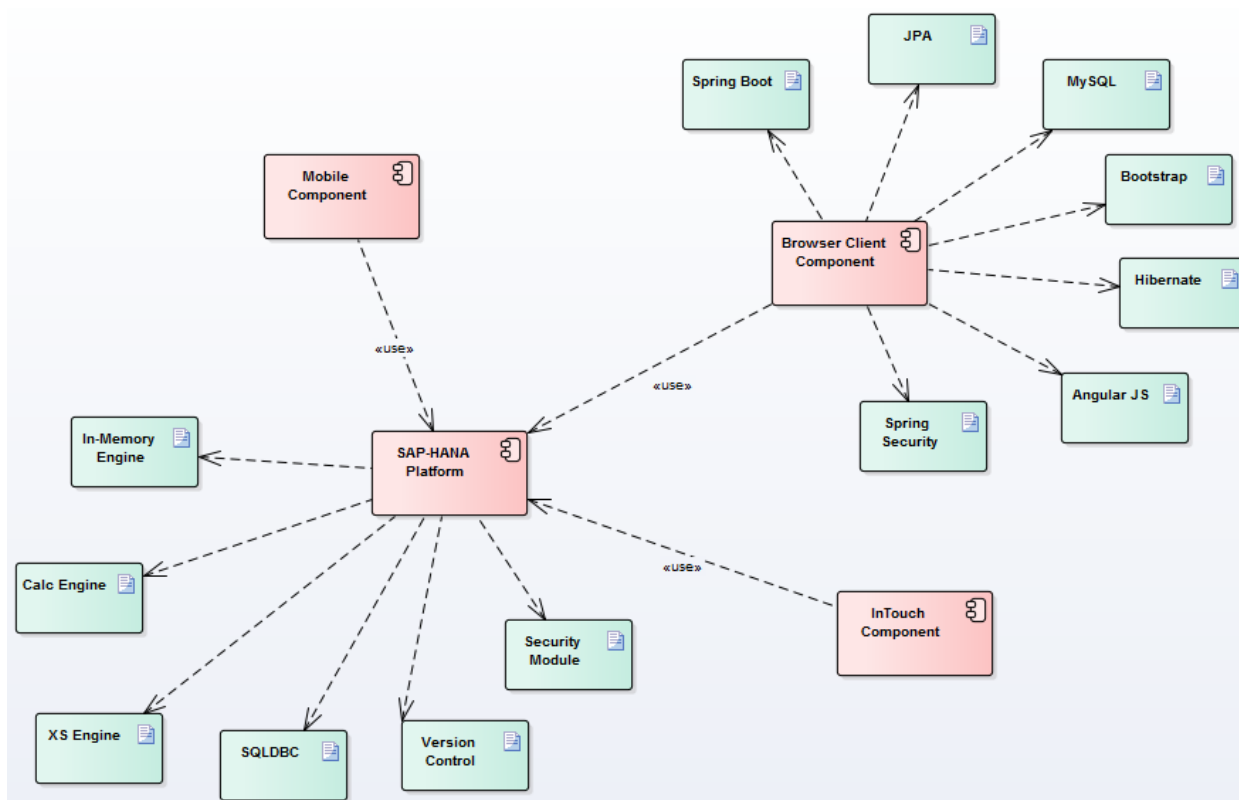 JPA
Spring Boot
MySQL
Mobile
Component
Bootstrap
Browser Client
Component
Hibernate
«use»
«use»
Angular JS
In-Memory
Engine
SAP-HANA
Platform
Spring
Security
«use»
Calc Engine
InTouch
Component
Security
Module
XS Engine
SQLDBC
Version
Control